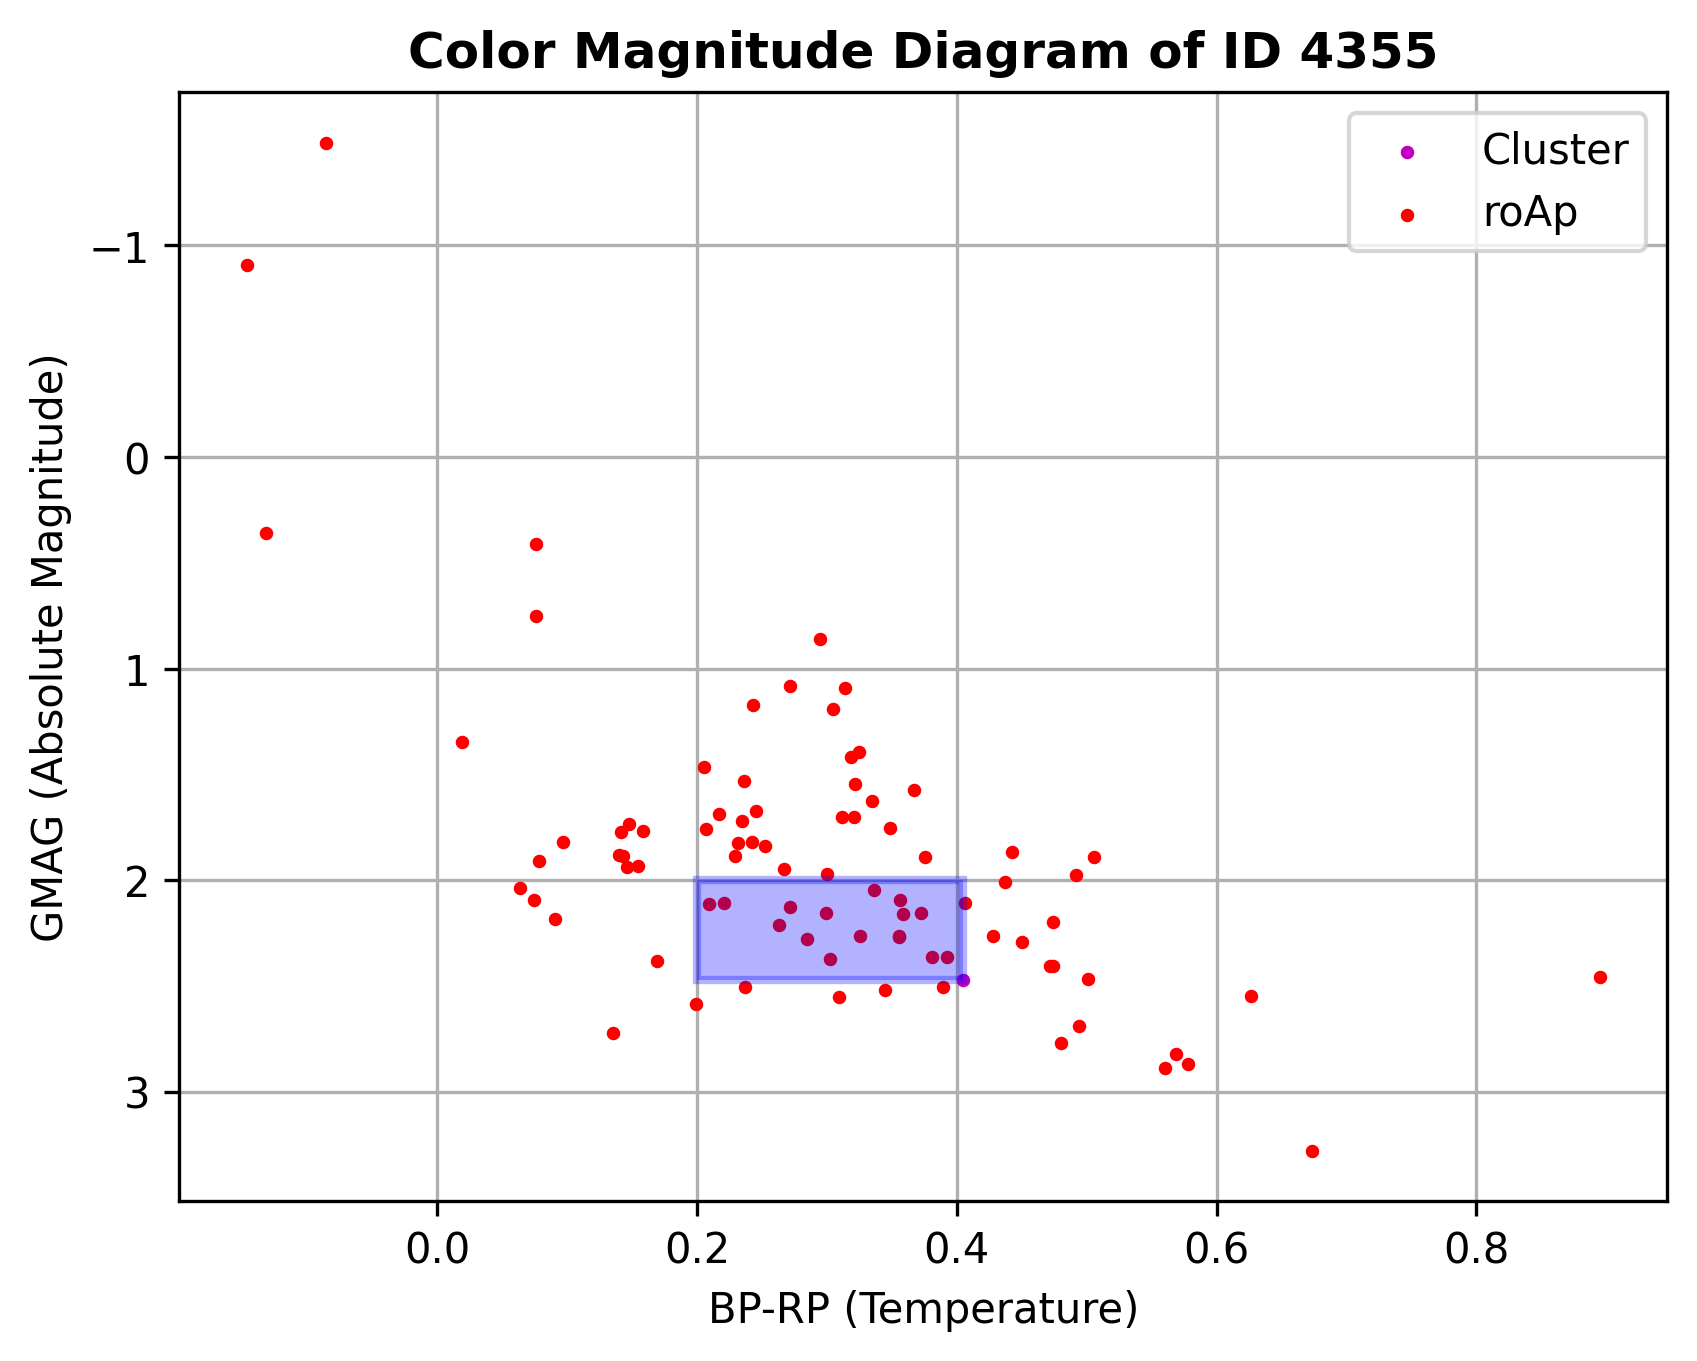 Color Magnitude Diagram of ID 4355
Cluster
roAp
GMAG (Absolute Magnitude)
−1
0
1
2
3
0.0 0.2 0.4 0.6 0.8
BP-RP (Temperature)